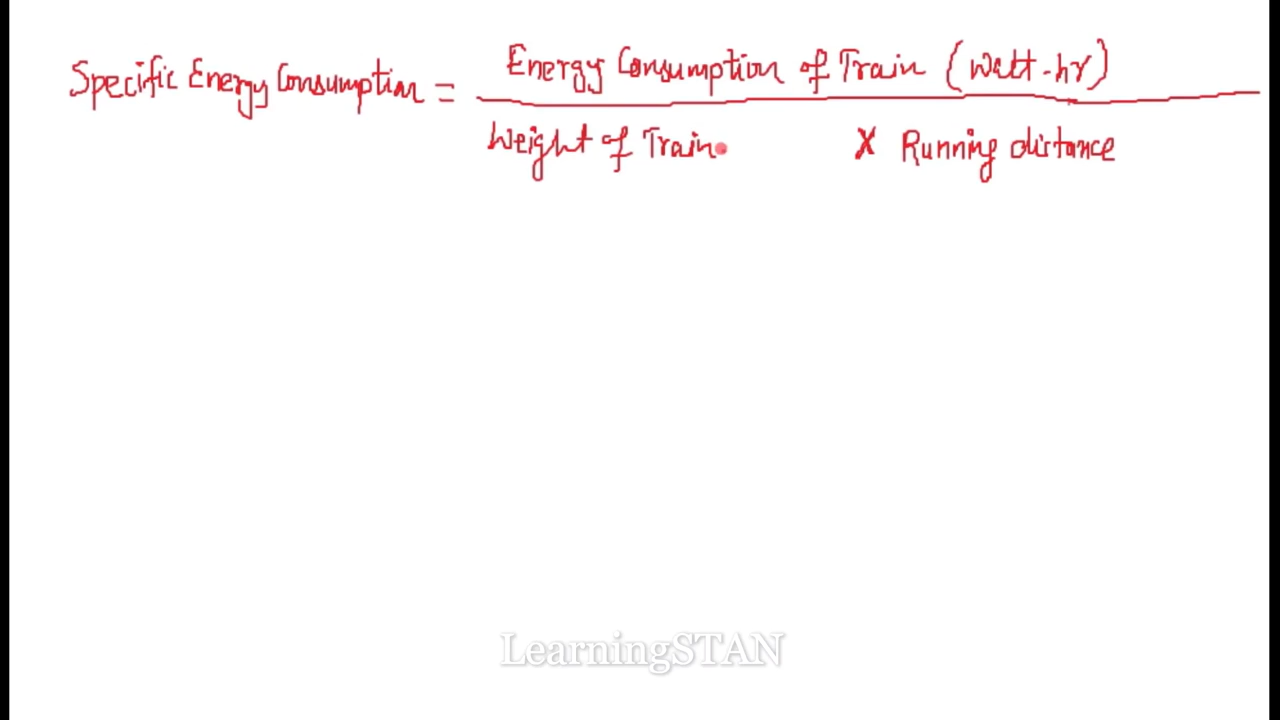 Specific Energy Consumption = Energy Consumption of Train (Watt-hr)
Weight of Train X Running distance
LearningSTAN